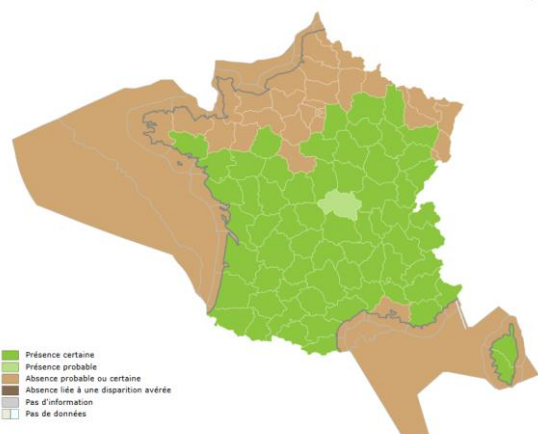 Présence certaine
Présence probable
Absence probable ou certaine
Absence liée à une disparition avérée
Pas d'information
Pas de données